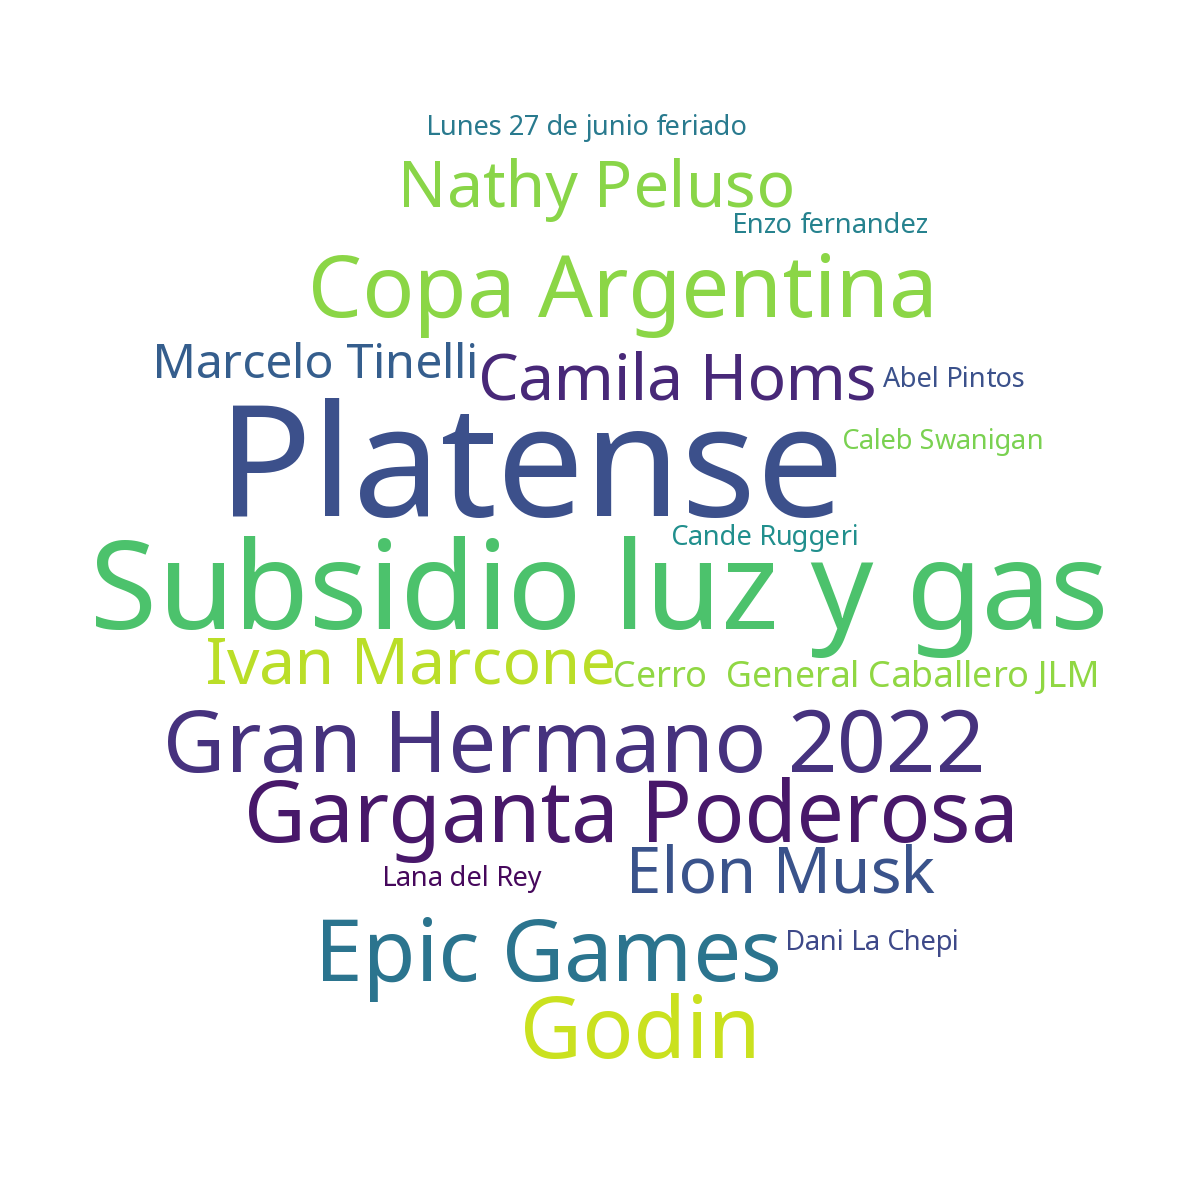 Lunes 27 de junio feriado
Nathy Peluso
Enzo fernandez
Copa Argentina
Marcelo Tinelli
Camila Homs
Abel Pintos
Platense
Caleb Swanigan
Cande Ruggeri
Subsidio luz y gas
Ivan Marcone
Cerro  General Caballero JLM
Gran Hermano 2022
Garganta Poderosa
Lana del Rey
Elon Musk
Epic Games
Dani La Chepi
Godin